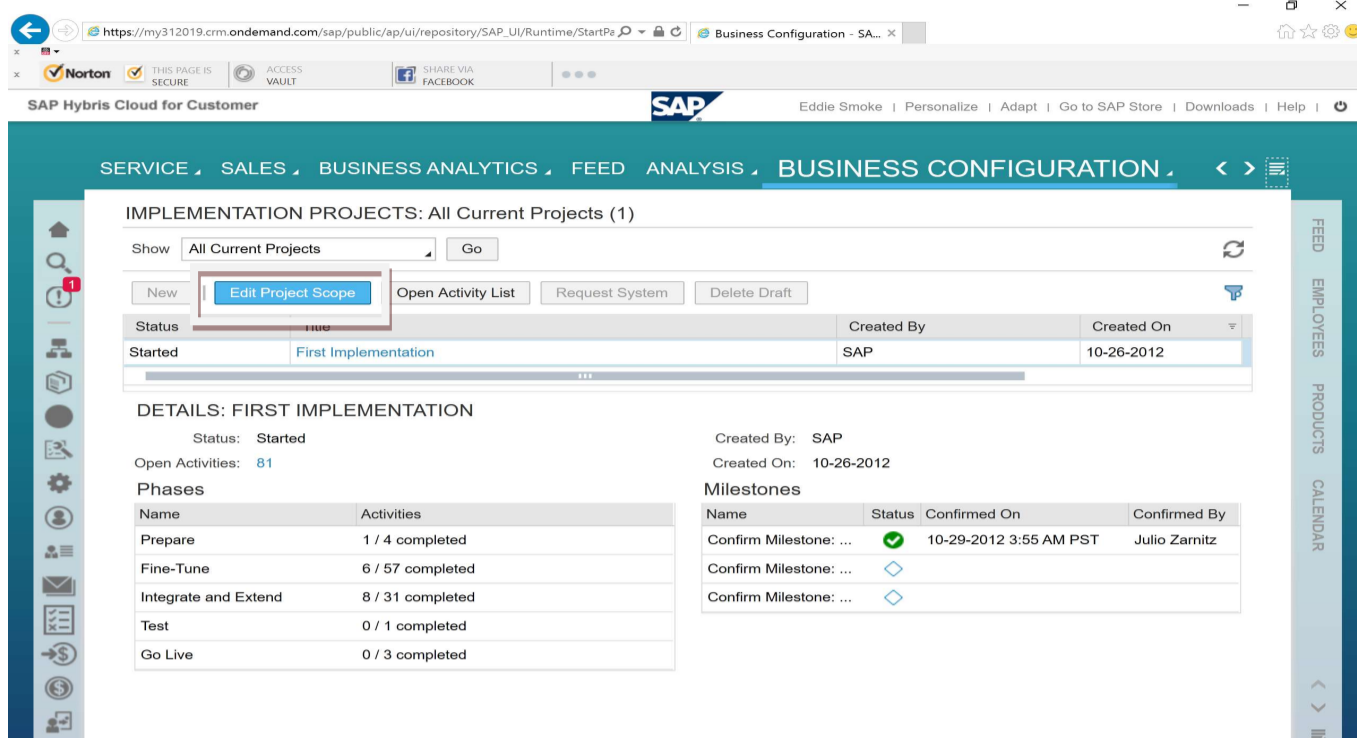 https://my312019.crm.ondemand.com/sap/public/ap/ui/repository/SAP_UI/Runtime/StartPa
Business Configuration - SA... ×
x
x Norton THIS PAGE IS SECURE ACCESS VAULT SHARE VIA FACEBOOK
SAP Hybris Cloud for Customer SAP Eddie Smoke | Personalize | Adapt | Go to SAP Store | Downloads | Help |
SERVICE SALES BUSINESS ANALYTICS FEED ANALYSIS BUSINESS CONFIGURATION
IMPLEMENTATION PROJECTS: All Current Projects (1)
Show All Current Projects Go
1
New | Edit Project Scope Open Activity List Request System Delete Draft
Status Title Created By Created On
Started First Implementation SAP 10-26-2012
DETAILS: FIRST IMPLEMENTATION
Status: Started Created By: SAP
Open Activities: 81 Created On: 10-26-2012
Phases Milestones
Name Activities Name Status Confirmed On Confirmed By
Prepare 1 / 4 completed Confirm Milestone: ... 10-29-2012 3:55 AM PST Julio Zarnitz
Fine-Tune 6 / 57 completed Confirm Milestone: ...
Integrate and Extend 8 / 31 completed Confirm Milestone: ...
Test 0 / 1 completed
Go Live 0 / 3 completed
FEED
EMPLOYEES
PRODUCTS
CALENDAR